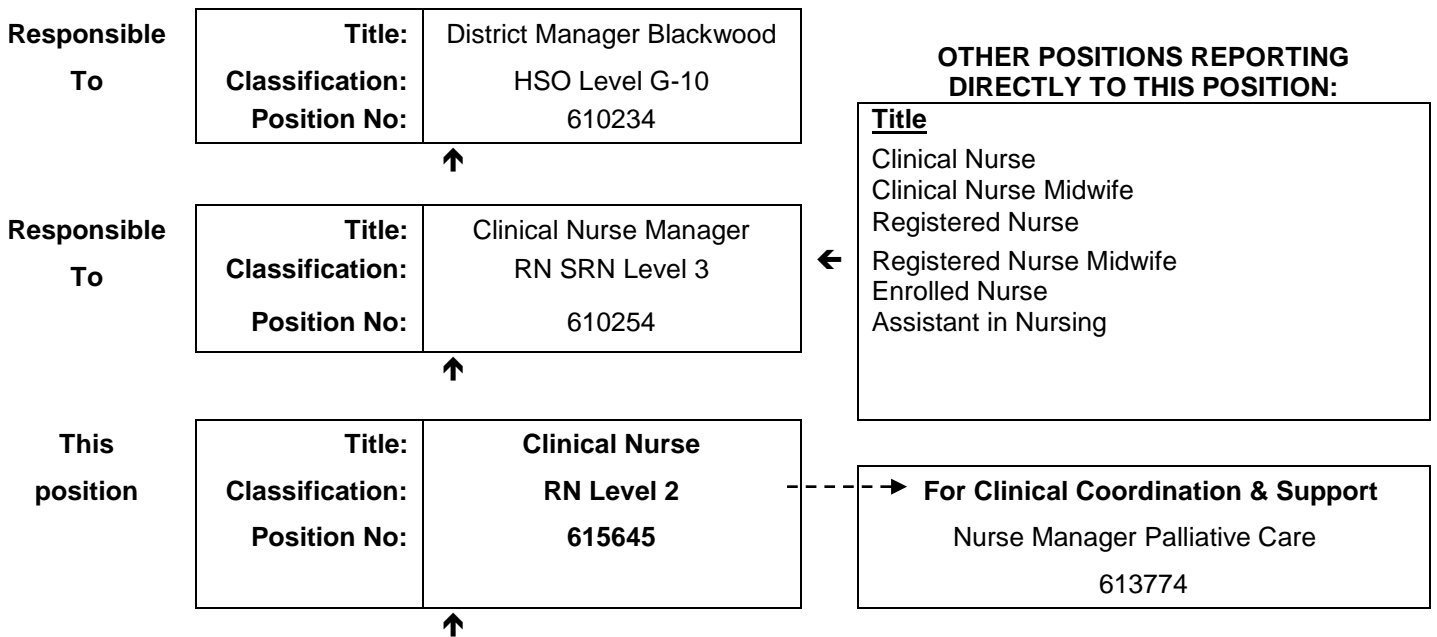 Responsible
To
Title: District Manager Blackwood
Classification: HSO Level G-10
Position No: 610234
OTHER POSITIONS REPORTING
DIRECTLY TO THIS POSITION:
Title
Clinical Nurse
Clinical Nurse Midwife
Registered Nurse
Registered Nurse Midwife
Enrolled Nurse
Assistant in Nursing
Responsible
To
Title: Clinical Nurse Manager
Classification: RN SRN Level 3
Position No: 610254
This
position
Title: Clinical Nurse
Classification: RN Level 2
Position No: 615645
For Clinical Coordination & Support
Nurse Manager Palliative Care
613774